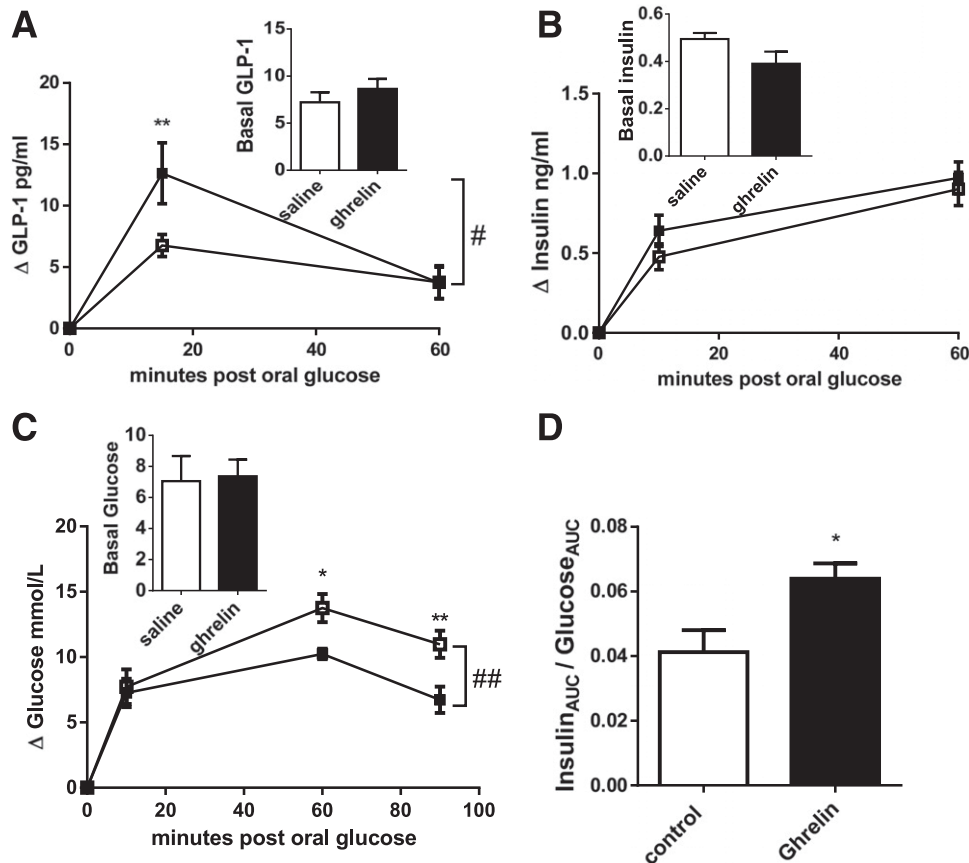 A
Basal GLP-1
15
10
5
0
saline
ghrelin
Δ GLP-1 pg/ml
20
15
10
5
0
**
#
0 20 40 60
minutes post oral glucose
B
Basal insulin
0.6
0.4
0.2
0.0
saline
ghrelin
Δ Insulin ng/ml
1.5
1.0
0.5
0.0
0 20 40 60
minutes post oral glucose
C
Basal Glucose
10
8
6
4
2
0
saline
ghrelin
Δ Glucose mmol/L
20
15
10
5
0
*
**
##
0 20 40 60 80 100
minutes post oral glucose
D
InsulinAUC / GlucoseAUC
0.08
0.06
0.04
0.02
0.00
*
control
Ghrelin